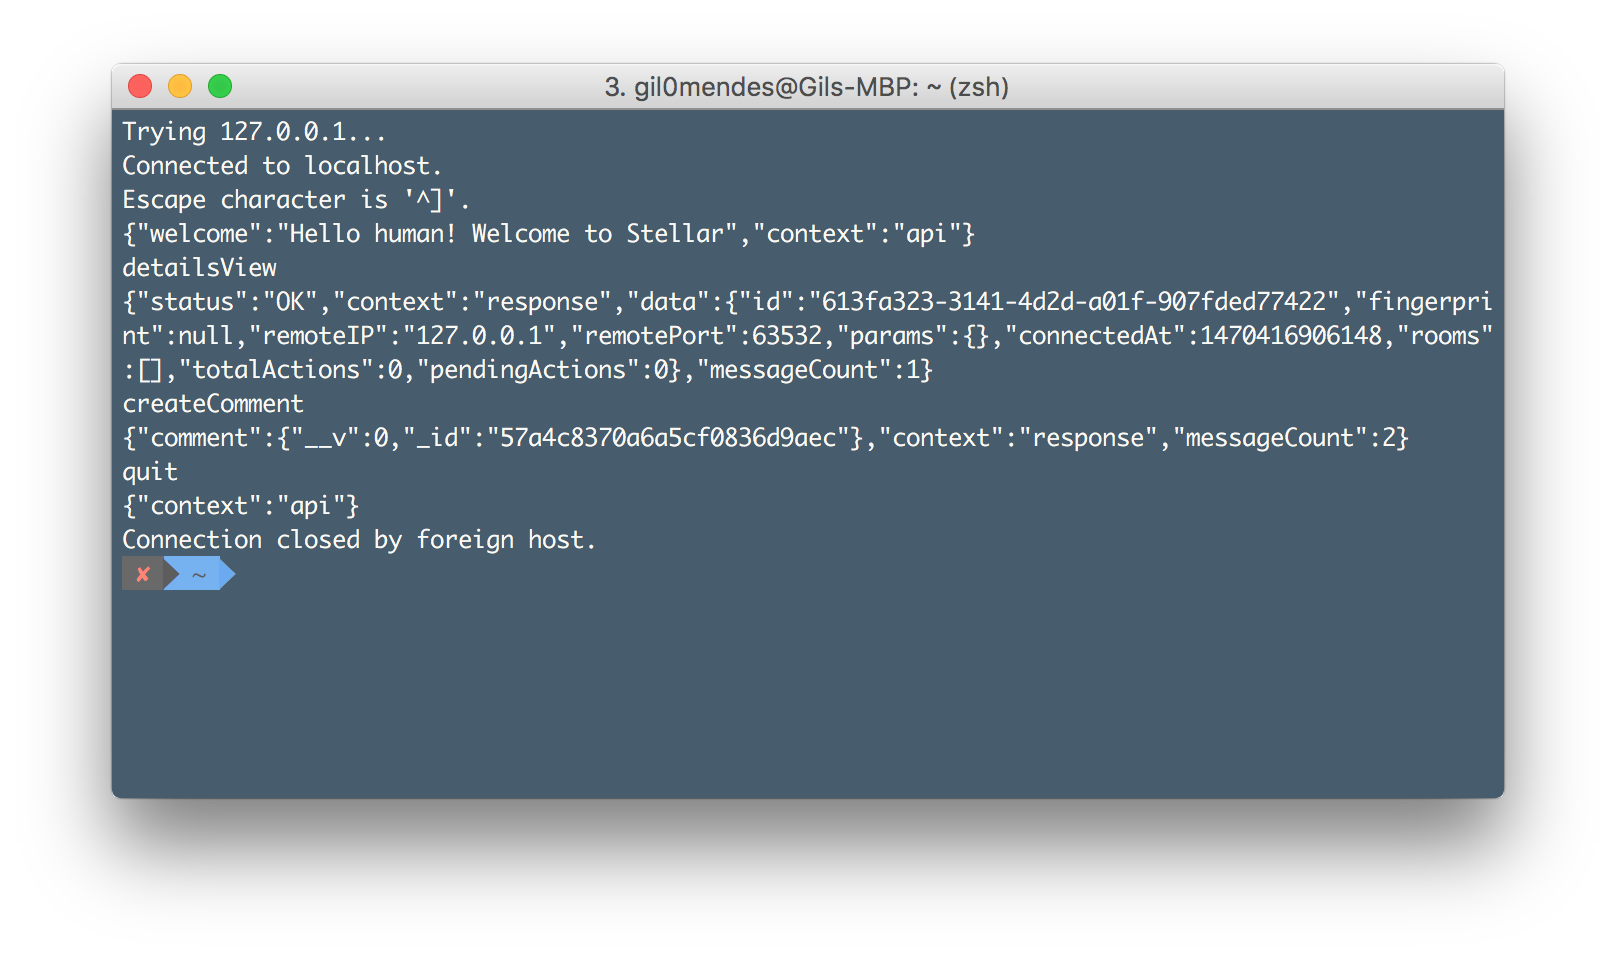 3. gil0mendes@Gils-MBP: ~ (zsh)
Trying 127.0.0.1...
Connected to localhost.
Escape character is '^]'.
{"welcome":"Hello human! Welcome to Stellar","context":"api"}
detailsView
{"status":"OK","context":"response","data":{"id":"613fa323-3141-4d2d-a01f-907fded77422","fingerpri
nt":null,"remoteIP":"127.0.0.1","remotePort":63532,"params":{},"connectedAt":1470416906148,"rooms"
:[],"totalActions":0,"pendingActions":0},"messageCount":1}
createComment
{"comment":{"__v":0,"_id":"57a4c8370a6a5cf0836d9aec"},"context":"response","messageCount":2}
quit
{"context":"api"}
Connection closed by foreign host.
✘ ~